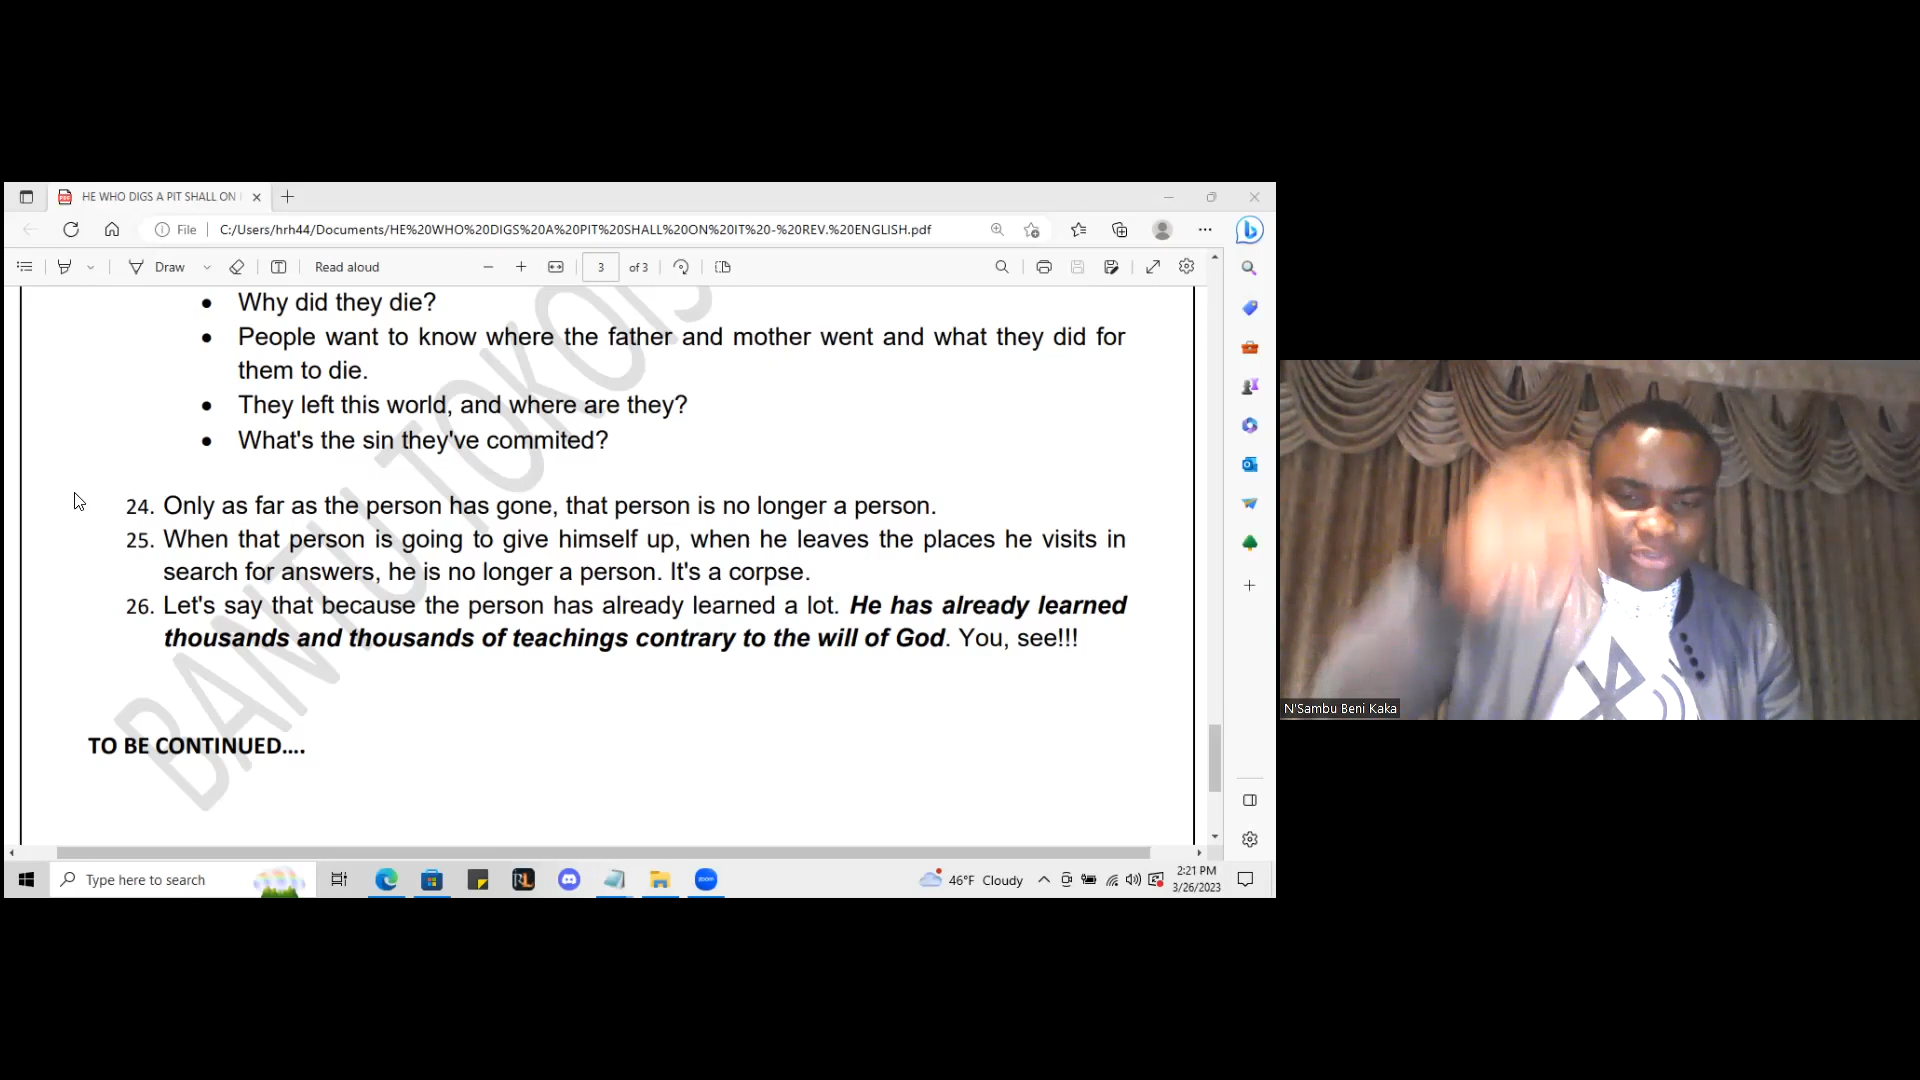 HE WHO DIGS A PIT SHALL ON
File C:/Users/hrh44/Documents/HE%20WHO%20DIGS%20A%20PIT%20SHALL%20ON%20IT%20-%20REV.%20ENGLISH.pdf
Draw Read aloud 3 of 3
• Why did they die?
• People want to know where the father and mother went and what they did for
them to die.
• They left this world, and where are they?
• What's the sin they've commited?
24. Only as far as the person has gone, that person is no longer a person.
25. When that person is going to give himself up, when he leaves the places he visits in
search for answers, he is no longer a person. It's a corpse.
26. Let's say that because the person has already learned a lot. He has already learned
thousands and thousands of teachings contrary to the will of God. You, see!!!
TO BE CONTINUED....
BANTU TOKOIS
N'Sambu Beni Kaka
Type here to search
46°F Cloudy
2:21 PM
3/26/2023